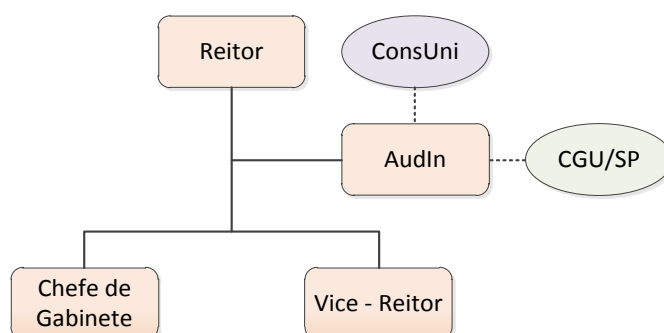 Reitor
ConsUni
AudIn
CGU/SP
Chefe de
Gabinete
Vice - Reitor